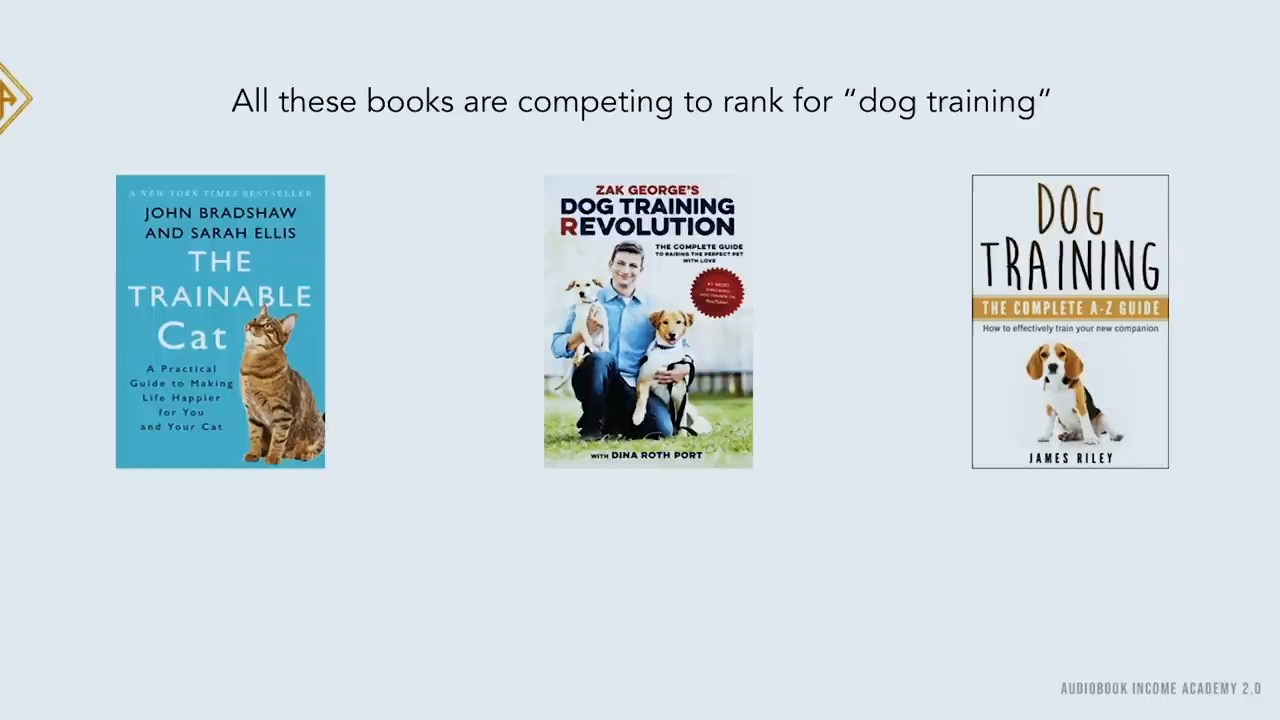 All these books are competing to rank for “dog training”
A NEW YORK TIMES BESTSELLER
JOHN BRADSHAW
AND SARAH ELLIS
THE
TRAINABLE
Cat
A Practical
Guide to Making
Life Happier
for You
and Your Cat
ZAK GEORGE'S
DOG TRAINING
REVOLUTION
THE COMPLETE GUIDE
TO RAISING THE PERFECT PET
WITH LOVE
WITH DINA ROTH PORT
DOG
TRAINING
THE COMPLETE A-Z GUIDE
How to effectively train your new companion
JAMES RILEY
AUDIOBOOK INCOME ACADEMY 2.0